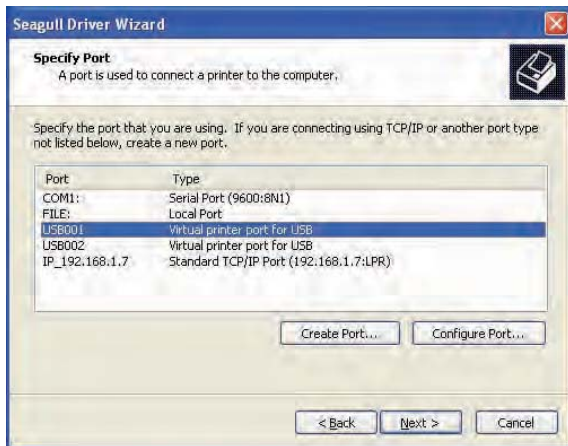 Seagull Driver Wizard
Specify Port
A port is used to connect a printer to the computer.
Specify the port that you are using.  If you are connecting using TCP/IP or another port type
not listed below, create a new port.
Port Type
COM1: Serial Port (9600:8N1)
FILE: Local Port
USB001 Virtual printer port for USB
USB002 Virtual printer port for USB
IP_192.168.1.7 Standard TCP/IP Port (192.168.1.7:LPR)
Create Port... Configure Port...
< Back Next > Cancel